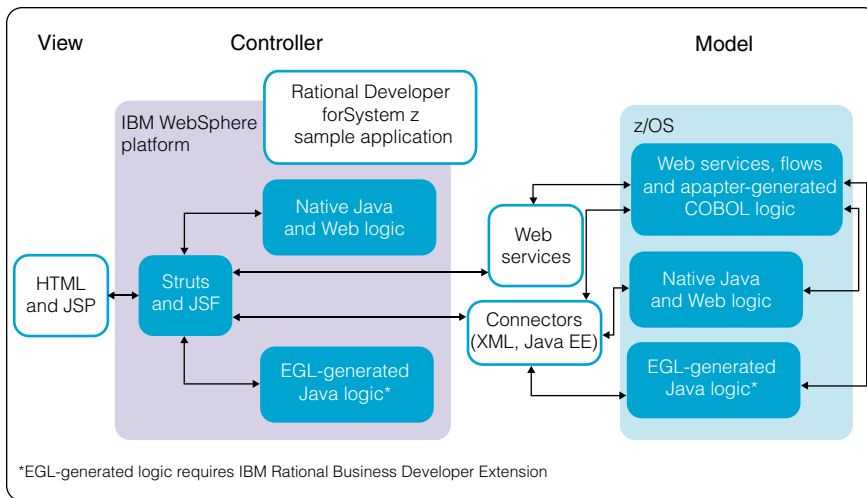 View
Controller
Model
Rational Developer
forSystem z
sample application
IBM WebSphere
platform
z/OS
Web services, flows
and apapter-generated
COBOL logic
Native Java
and Web logic
Web
services
HTML
and JSP
Struts
and JSF
Native Java
and Web logic
Connectors
(XML, Java EE)
EGL-generated
Java logic*
EGL-generated
Java logic*
*EGL-generated logic requires IBM Rational Business Developer Extension